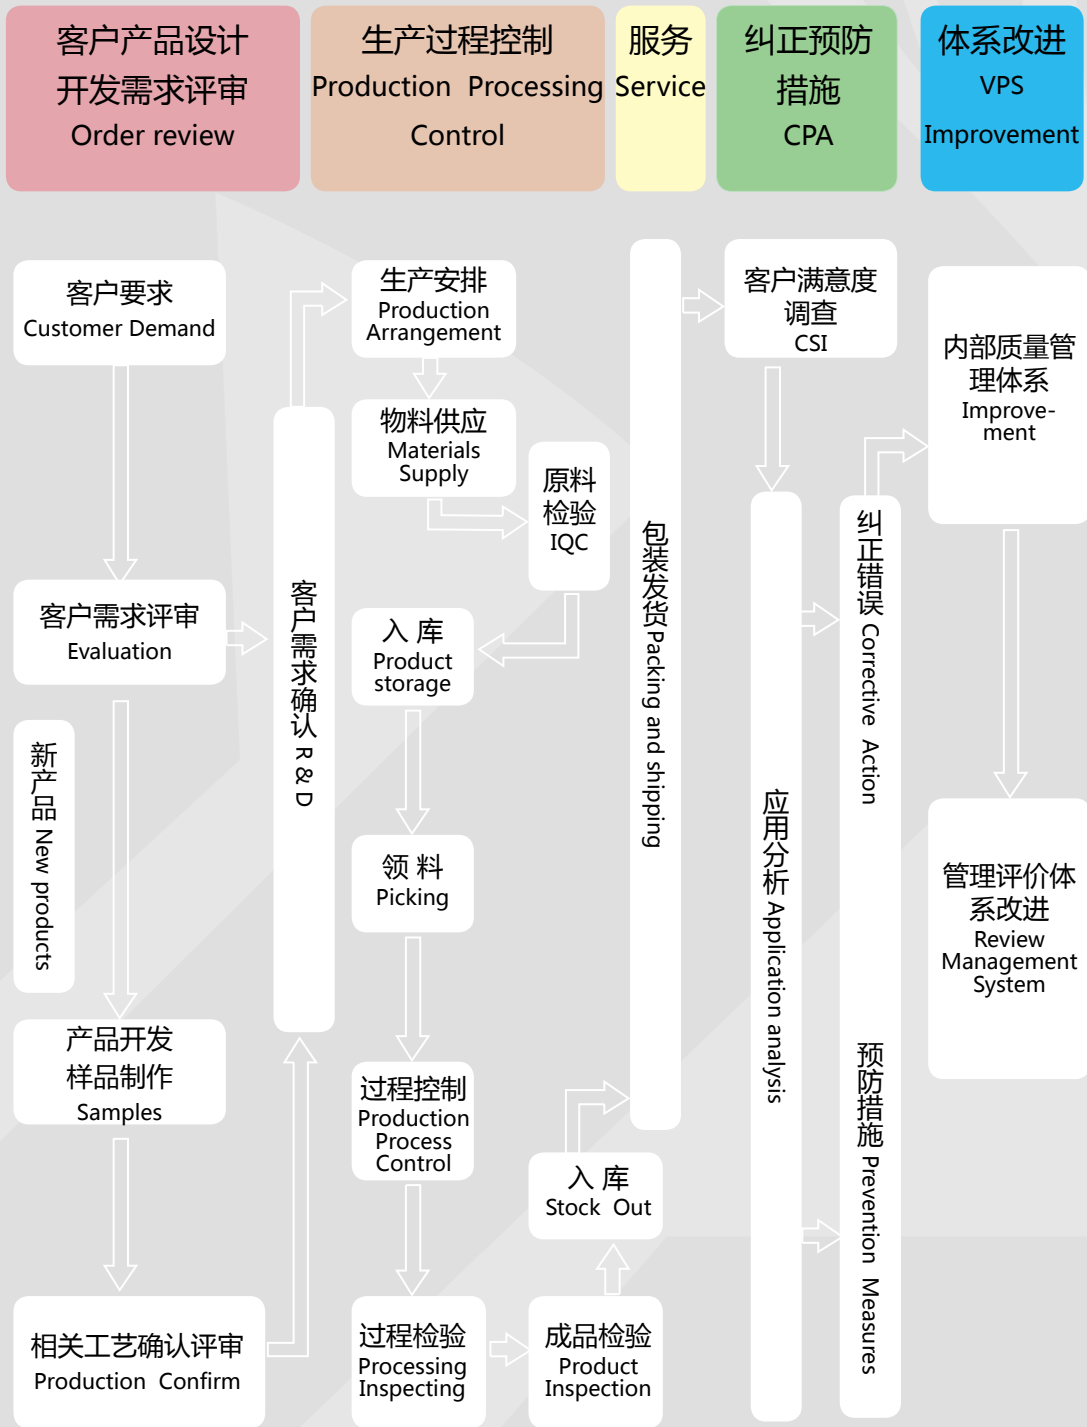 客户产品设计
开发需求评审
Order review
生产过程控制
Production Processing
Control
服务
Service
纠正预防
措施
CPA
体系改进
VPS
Improvement
客户要求
Customer Demand
客户需求评审
Evaluation
新产品 New products
产品开发
样品制作
Samples
相关工艺确认评审
Production Confirm
客户需求确认 R & D
生产安排
Production
Arrangement
物料供应
Materials
Supply
原料
检验
IQC
入 库
Product
storage
领 料
Picking
过程控制
Production
Process
Control
过程检验
Processing
Inspecting
成品检验
Product
Inspection
入 库
Stock Out
包装发货 Packing and shipping
客户满意度
调查
CSI
应用分析 Application analysis
纠正错误 Corrective Action
预防措施 Prevention Measures
内部质量管
理体系
Improve-
ment
管理评价体
系改进
Review
Management
System